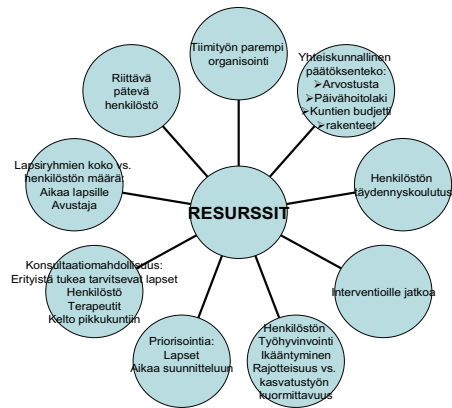 Tiimityön parempi
organisointi
Yhteiskunnallinen
päätöksenteko:
➢Arvostusta
➢Päivähoitolaki
➢Kuntien budjetti
➢rakenteet
Henkilöstön
täydennyskoulutus
Interventioille jatkoa
Henkilöstön
Työhyvinvointi
Ikääntyminen
Rajotteisuus vs.
kasvatustyön
kuormittavuus
Priorisointia:
Lapset
Aikaa suunnitteluun
Konsultaatiomahdollisuus:
Erityistä tukea tarvitsevat lapset
Henkilöstö
Terapeutit
Kelto pikkukuntiin
Lapsiryhmien koko vs.
henkilöstön määrä:
Aikaa lapsille
Avustaja
Riittävä
pätevä
henkilöstö
RESURSSIT